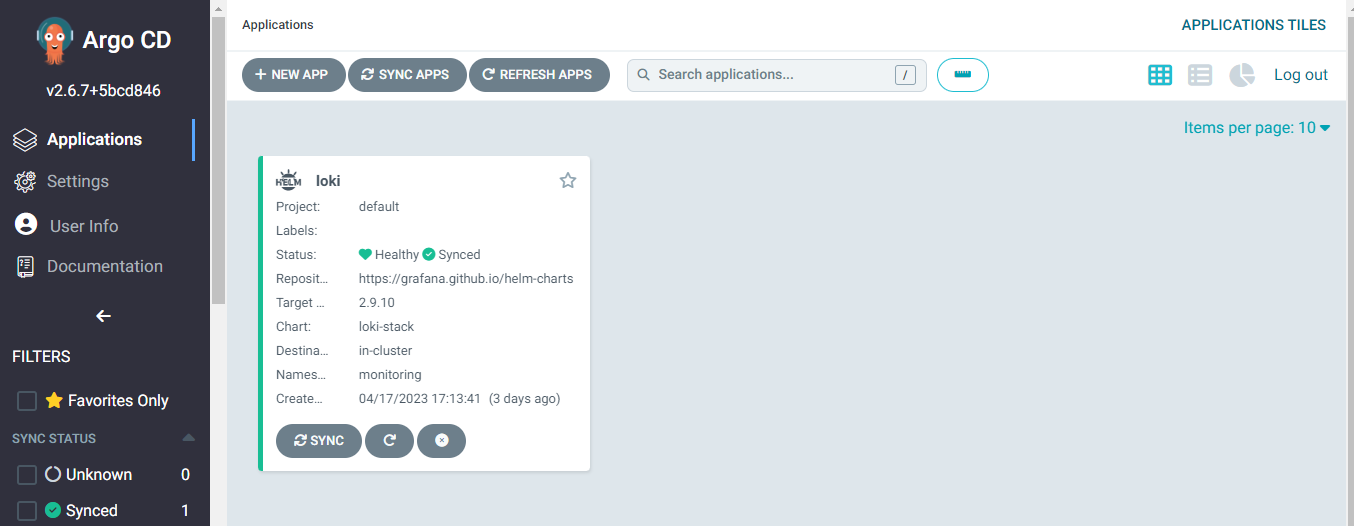 Argo CD
v2.6.7+5bcd846
Applications
Settings
User Info
Documentation
FILTERS
Favorites Only
SYNC STATUS
Unknown 0
Synced 1
Applications
APPLICATIONS TILES
NEW APP
SYNC APPS
REFRESH APPS
Search applications...
/
Log out
Items per page: 10
HELM
loki
Project: default
Labels:
Status: Healthy Synced
Reposit... https://grafana.github.io/helm-charts
Target ... 2.9.10
Chart: loki-stack
Destina... in-cluster
Names... monitoring
Create... 04/17/2023 17:13:41 (3 days ago)
SYNC